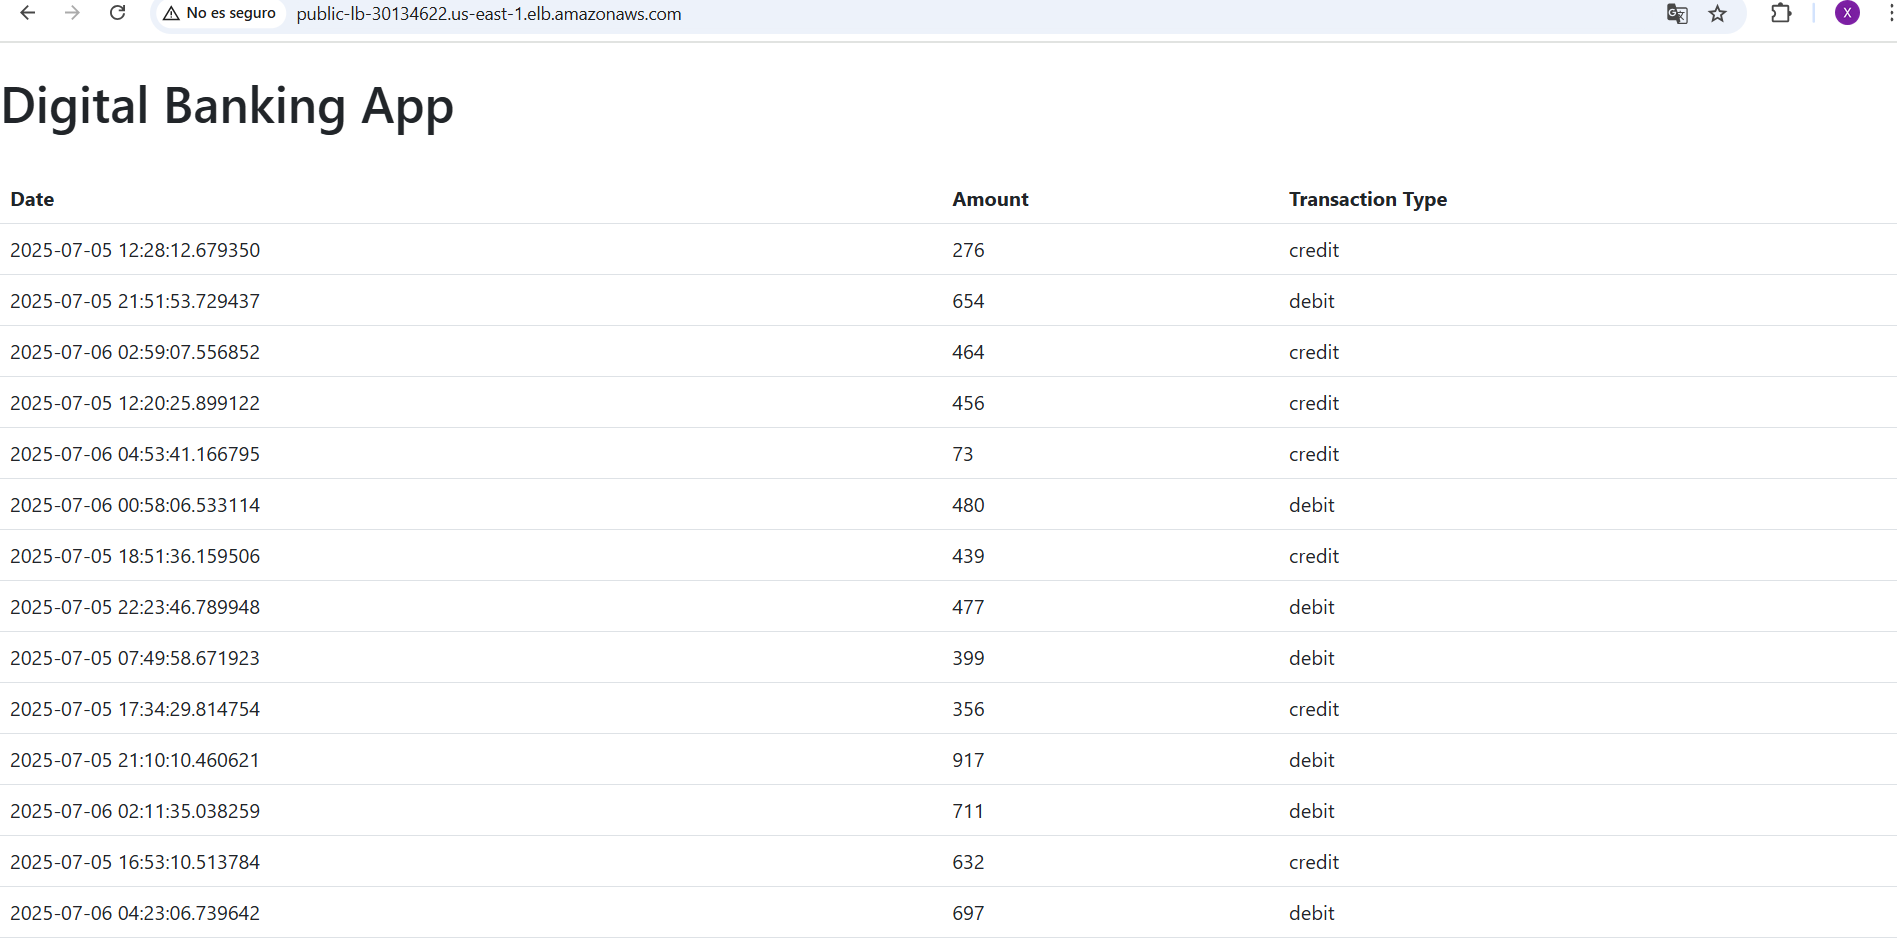 No es seguro public-lb-30134622.us-east-1.elb.amazonaws.com X
Digital Banking App
Date Amount Transaction Type
2025-07-05 12:28:12.679350 276 credit
2025-07-05 21:51:53.729437 654 debit
2025-07-06 02:59:07.556852 464 credit
2025-07-05 12:20:25.899122 456 credit
2025-07-06 04:53:41.166795 73 credit
2025-07-06 00:58:06.533114 480 debit
2025-07-05 18:51:36.159506 439 credit
2025-07-05 22:23:46.789948 477 debit
2025-07-05 07:49:58.671923 399 debit
2025-07-05 17:34:29.814754 356 credit
2025-07-05 21:10:10.460621 917 debit
2025-07-06 02:11:35.038259 711 debit
2025-07-05 16:53:10.513784 632 credit
2025-07-06 04:23:06.739642 697 debit